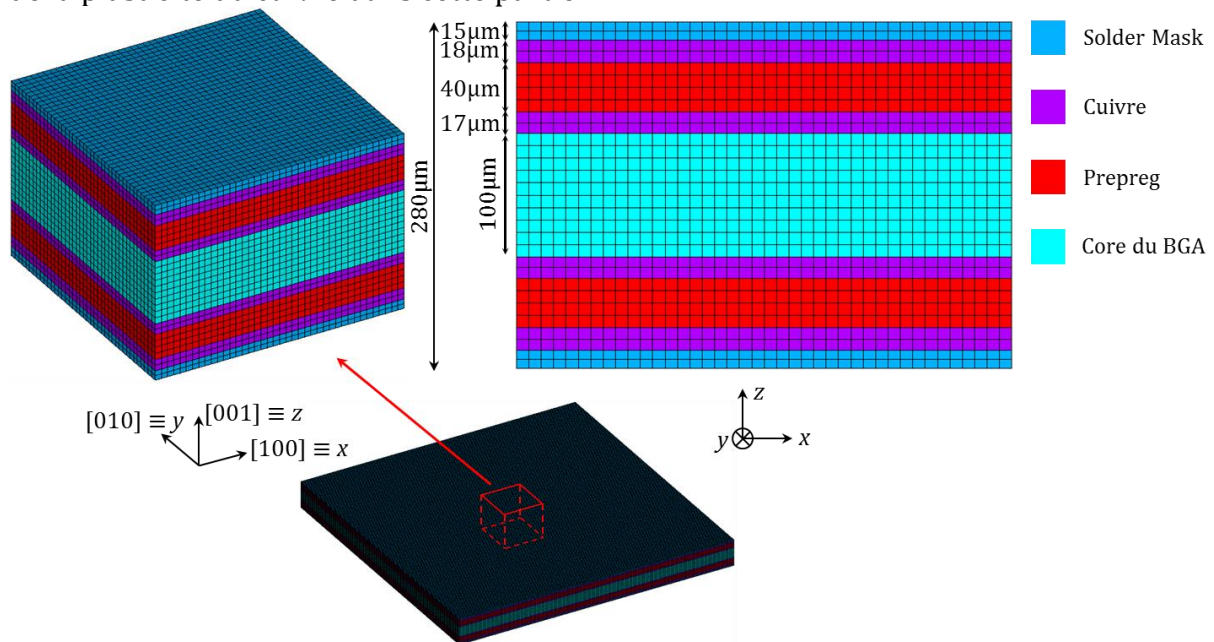 15μm
18μm
40μm
17μm
100μm
280μm
Solder Mask
Cuivre
Prepreg
Core du BGA
[010] ≡ y
[001] ≡ z
[100] ≡ x
z
y
x